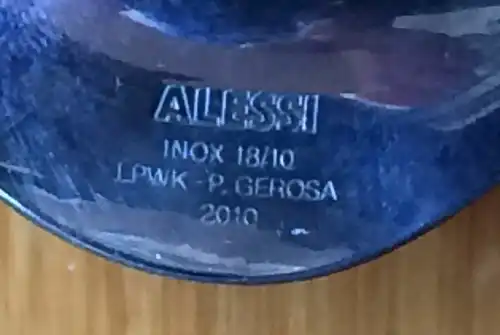 ALESSI
INOX 18/10
LPWK - P. GEROSA
2010